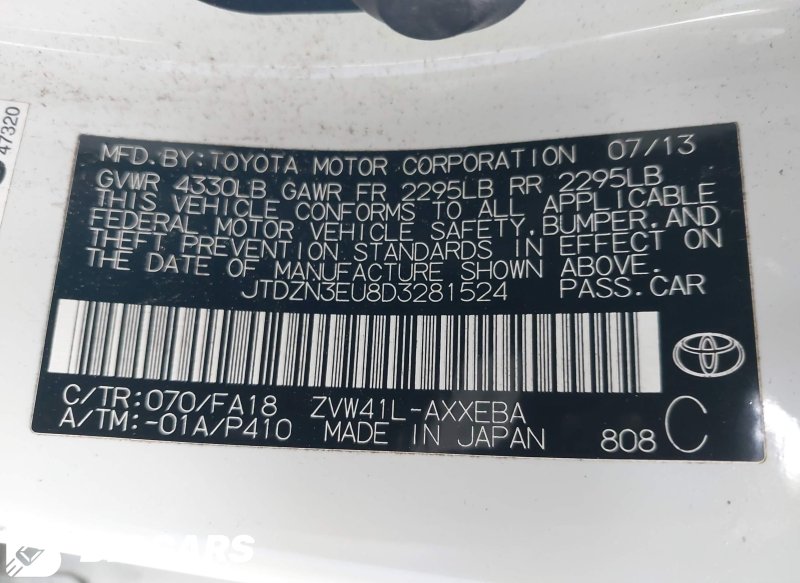 47320
MFD.BY:TOYOTA MOTOR CORPORATION 07/13
GVWR 4330LB GAWR FR 2295LB RR 2295LB
THIS VEHICLE CONFORMS TO ALL APPLICABLE
FEDERAL MOTOR VEHICLE SAFETY,BUMPER,AND
THEFT PREVENTION STANDARDS IN EFFECT ON
THE DATE OF MANUFACTURE SHOWN ABOVE.
JTDZN3EU8D3281524 PASS.CAR
C/TR:070/FA18 ZVW41L-AXXEBA
A/TM:-01A/P410 MADE IN JAPAN 808 C